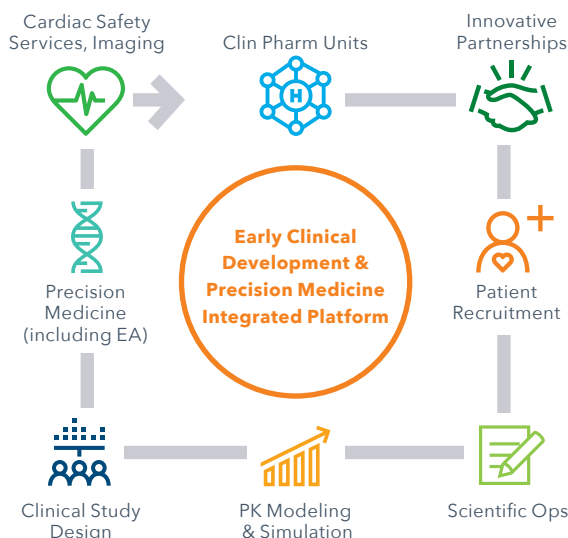 Cardiac Safety
Services, Imaging
Clin Pharm Units
Innovative
Partnerships
H
Early Clinical
Development &
Precision Medicine
Integrated Platform
Precision
Medicine
(including EA)
Patient
Recruitment
Clinical Study
Design
PK Modeling
& Simulation
Scientific Ops